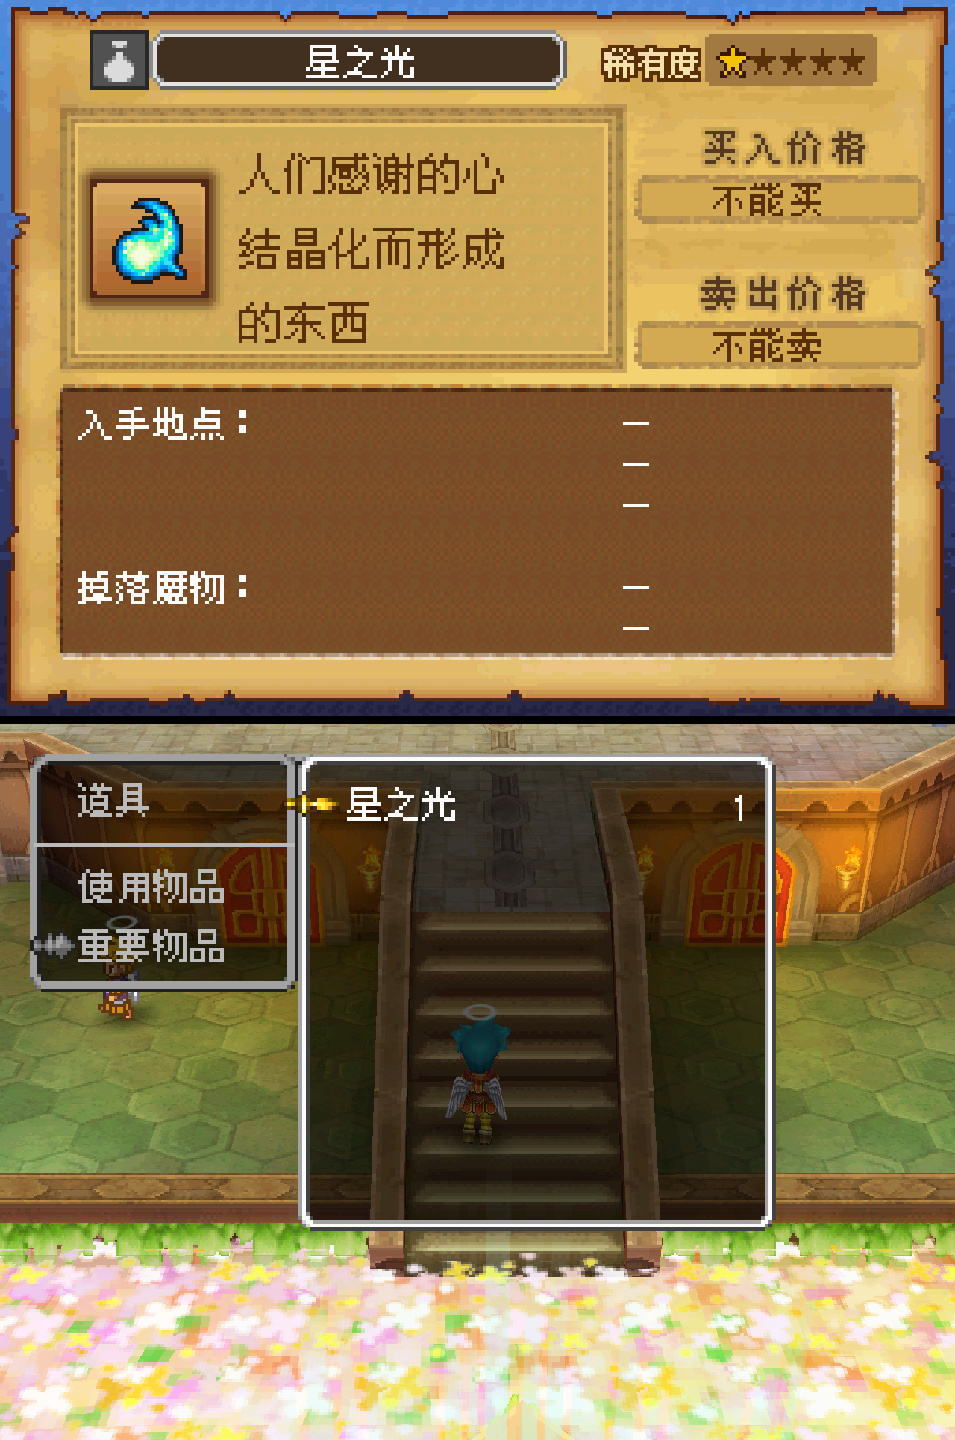 星之光
稀有度
人们感谢的心
结晶化而形成
的东西
买入价格
不能买
卖出价格
不能卖
入手地点： —
—
—
掉落魔物： —
—
道具
使用物品
重要物品
星之光 1